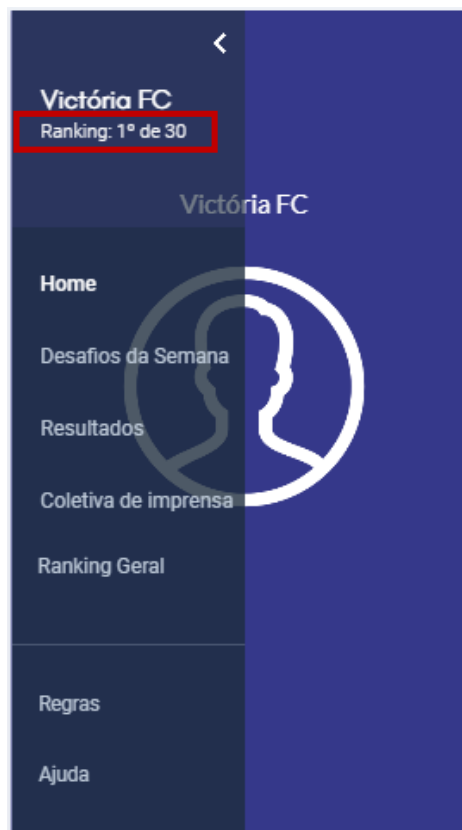 Victória FC
Ranking: 1º de 30
Victória FC
Home
Desafios da Semana
Resultados
Coletiva de imprensa
Ranking Geral
Regras
Ajuda